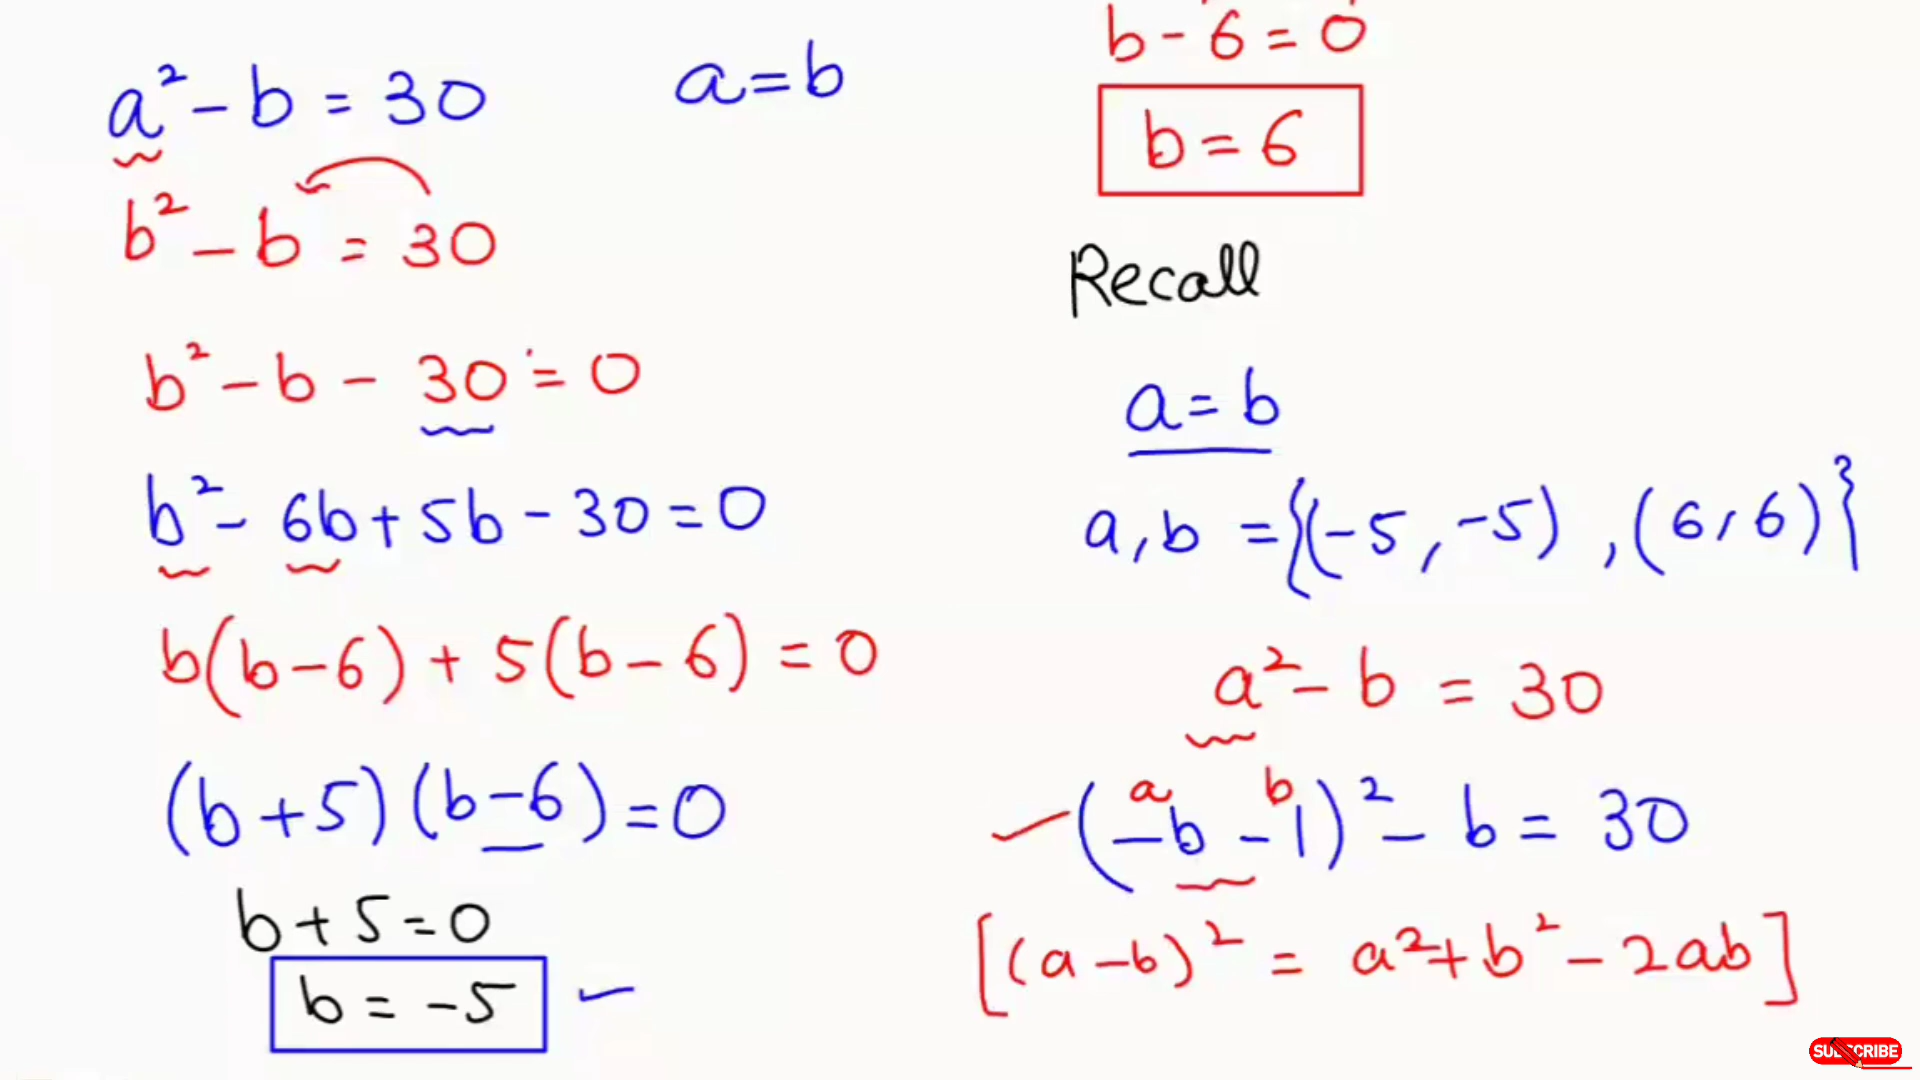 a² - b = 30
a = b
b² - b = 30
b² - b - 30 = 0
b² - 6b + 5b - 30 = 0
b(b - 6) + 5(b - 6) = 0
(b + 5)(b - 6) = 0
b + 5 = 0
b = -5
b - 6 = 0
b = 6
Recall
a = b
a, b = {(-5, -5), (6, 6)}
a² - b = 30
a b
(-b - 1)² - b = 30
[(a - b)² = a² + b² - 2ab]
SUBSCRIBE